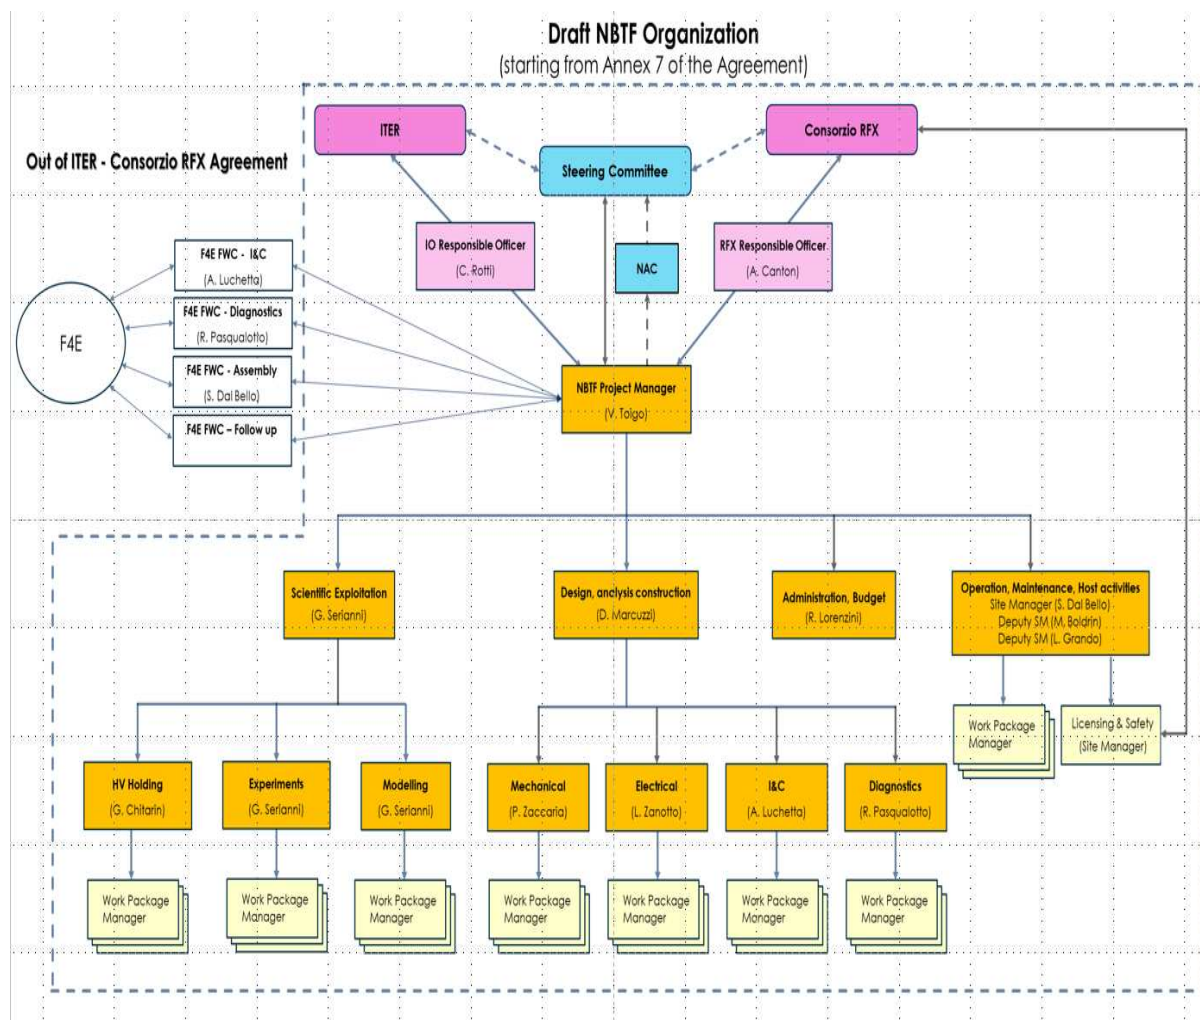 Draft NBTF Organization
(starting from Annex 7 of the Agreement)
ITER
Consorzio RFX
Out of ITER - Consorzio RFX Agreement
Steering Committee
IO Responsible Officer
(C. Rotti)
NAC
RFX Responsible Officer
(A. Canton)
F4E
F4E FWC - I&C
(A. Luchetta)
F4E FWC - Diagnostics
(R. Pasqualotto)
F4E FWC - Assembly
(S. Dal Bello)
F4E FWC – Follow up
NBTF Project Manager
(V. Toigo)
Scientific Exploitation
(G. Serianni)
Design, analysis construction
(D. Marcuzzi)
Administration, Budget
(R. Lorenzini)
Operation, Maintenance, Host activities
Site Manager (S. Dal Bello)
Deputy SM (M. Boldrin)
Deputy SM (L. Grando)
Work Package
Manager
Licensing & Safety
(Site Manager)
HV Holding
(G. Chitarin)
Experiments
(G. Serianni)
Modelling
(G. Serianni)
Mechanical
(P. Zaccaria)
Electrical
(L. Zanotto)
I&C
(A. Luchetta)
Diagnostics
(R. Pasqualotto)
Work Package
Manager
Work Package
Manager
Work Package
Manager
Work Package
Manager
Work Package
Manager
Work Package
Manager
Work Package
Manager